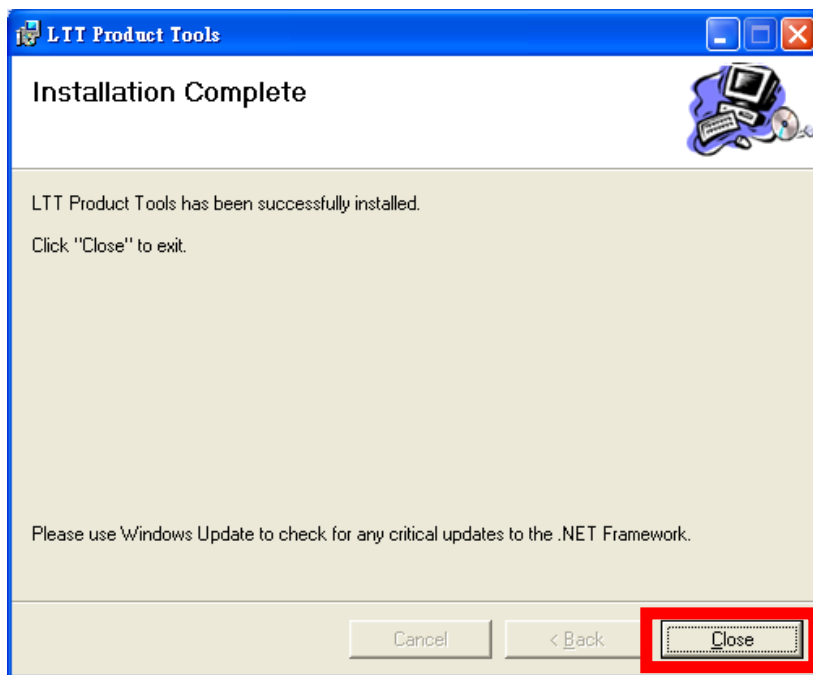 LTT Product Tools
Installation Complete
LTT Product Tools has been successfully installed.
Click "Close" to exit.
Please use Windows Update to check for any critical updates to the .NET Framework.
Cancel
< Back
Close